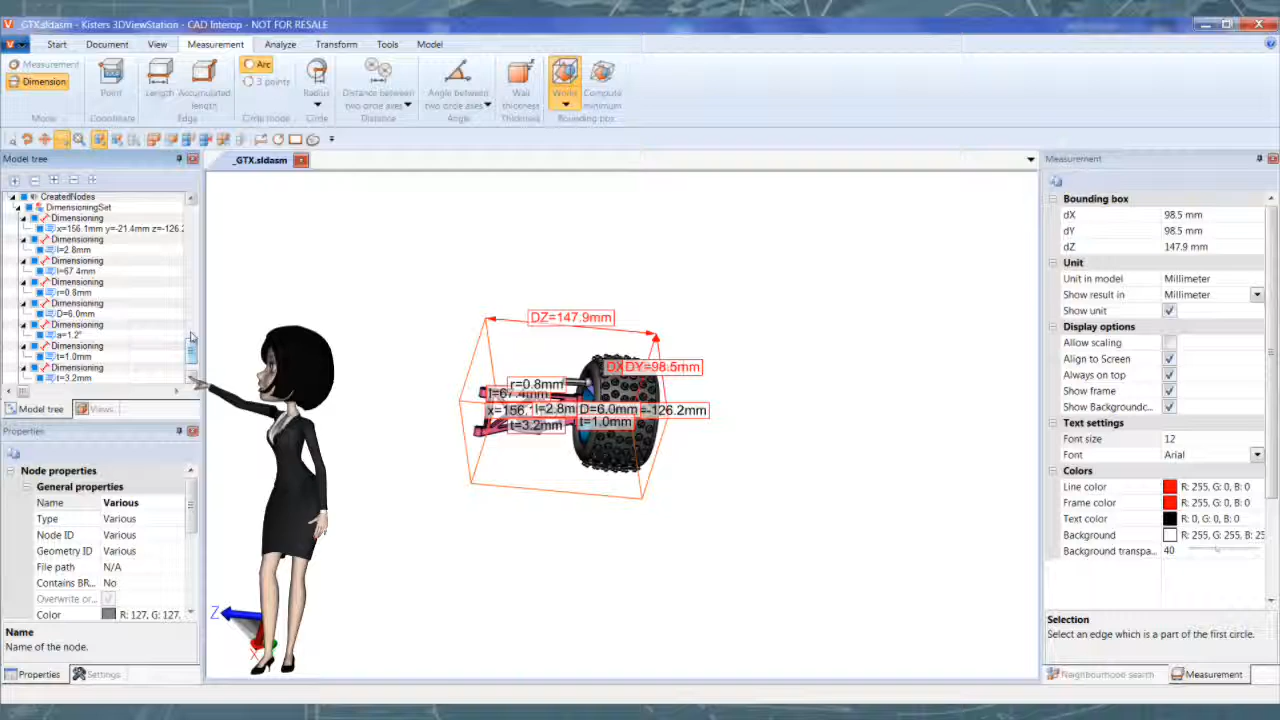 _GTX.sldasm - Kisters 3DViewStation - CAD Interop - NOT FOR RESALE
Start Document View Measurement Analyze Transform Tools Model
Measurement
Dimension
Mode
Point
Coordinate
Length
Accumulated
length
Edge
Arc
3 points
Circle mode
Radius
Circle
Distance between
two circle axes
Distance
Angle between
two circle axes
Angle
Wall
thickness
Thickness
Compute
minimum
Bounding box
Model tree
_GTX.sldasm
Measurement
CreatedNodes
DimensioningSet
Dimensioning
x=156.1mm y=-21.4mm z=-126.2
Dimensioning
l=2.8mm
Dimensioning
l=67.4mm
Dimensioning
r=0.8mm
Dimensioning
D=6.0mm
Dimensioning
a=1.2°
Dimensioning
t=1.0mm
Dimensioning
t=3.2mm
Model tree Views
Properties
Node properties
General properties
Name Various
Type Various
Node ID Various
Geometry ID Various
File path N/A
Contains BR... No
Overwrite or...
Color R: 127, G: 127,
Name
Name of the node.
Properties Settings
DZ=147.9mm
DX DY=98.5mm
r=0.8mm
l=67.4mm
x=156.1 l=2.8m D=6.0mm =-126.2mm
t=1.0mm
t=3.2mm
Z
X
Bounding box
dX 98.5 mm
dY 98.5 mm
dZ 147.9 mm
Unit
Unit in model Millimeter
Show result in Millimeter
Show unit
Display options
Allow scaling
Align to Screen
Always on top
Show frame
Show Backgroundc...
Text settings
Font size 12
Font Arial
Colors
Line color R: 255, G: 0, B: 0
Frame color R: 255, G: 0, B: 0
Text color R: 0, G: 0, B: 0
Background R: 255, G: 255, B: 25
Background transpa... 40
Selection
Select an edge which is a part of the first circle.
Neighbourhood search Measurement